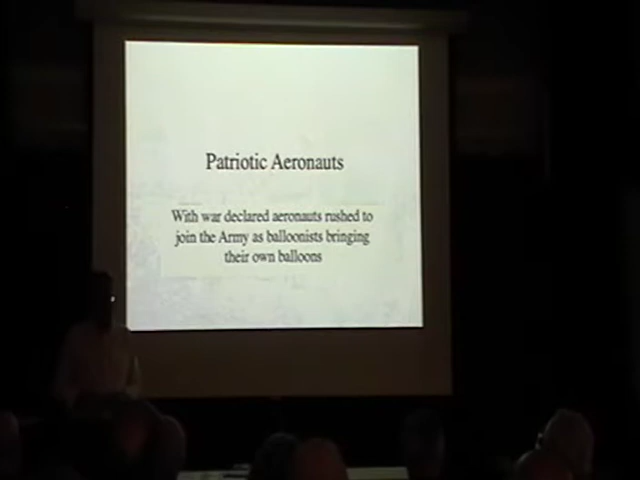 Patriotic Aeronauts
With war declared aeronauts rushed to
join the Army as balloonists bringing
their own balloons